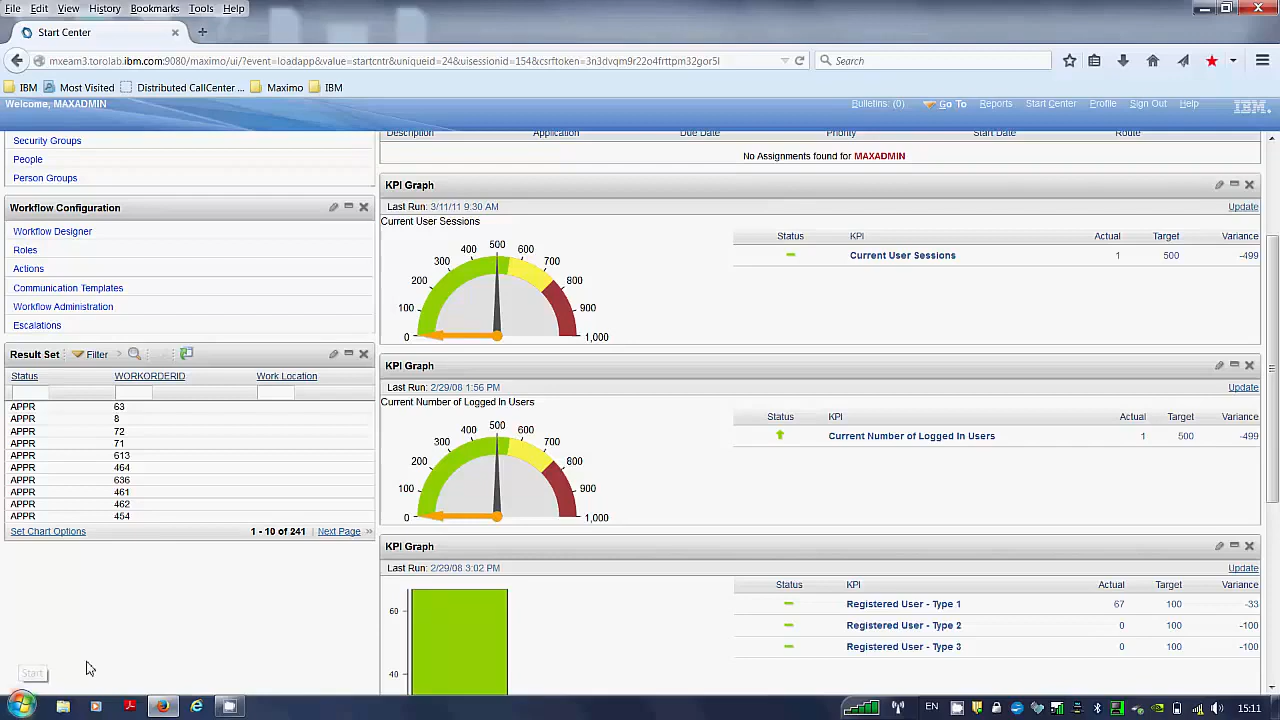 File Edit View History Bookmarks Tools Help
Start Center
mxeam3.torolab.ibm.com:9080/maximo/ui/?event=loadapp&value=startcntr&uniqueid=24&uisessionid=154&csrftoken=3n3dvqm9r22o4frttpm32gor5l
Search
IBM Most Visited Distributed CallCenter ... Maximo IBM
Welcome, MAXADMIN
Bulletins: (0) Go To Reports Start Center Profile Sign Out Help
IBM
Security Groups
People
Person Groups
Workflow Configuration
Workflow Designer
Roles
Actions
Communication Templates
Workflow Administration
Escalations
Result Set Filter
Status WORKORDERID Work Location
APPR 63
APPR 8
APPR 72
APPR 71
APPR 613
APPR 464
APPR 636
APPR 461
APPR 462
APPR 454
Set Chart Options 1 - 10 of 241 Next Page
Description Application Due Date Priority Start Date Route
No Assignments found for MAXADMIN
KPI Graph
Last Run: 3/11/11 9:30 AM Update
Current User Sessions
0 100 200 300 400 500 600 700 800 900 1,000
Status KPI Actual Target Variance
Current User Sessions 1 500 -499
KPI Graph
Last Run: 2/29/08 1:56 PM Update
Current Number of Logged In Users
0 100 200 300 400 500 600 700 800 900 1,000
Status KPI Actual Target Variance
Current Number of Logged In Users 1 500 -499
KPI Graph
Last Run: 2/29/08 3:02 PM Update
60
40
Status KPI Actual Target Variance
Registered User - Type 1 67 100 -33
Registered User - Type 2 0 100 -100
Registered User - Type 3 0 100 -100
Start
EN 15:11